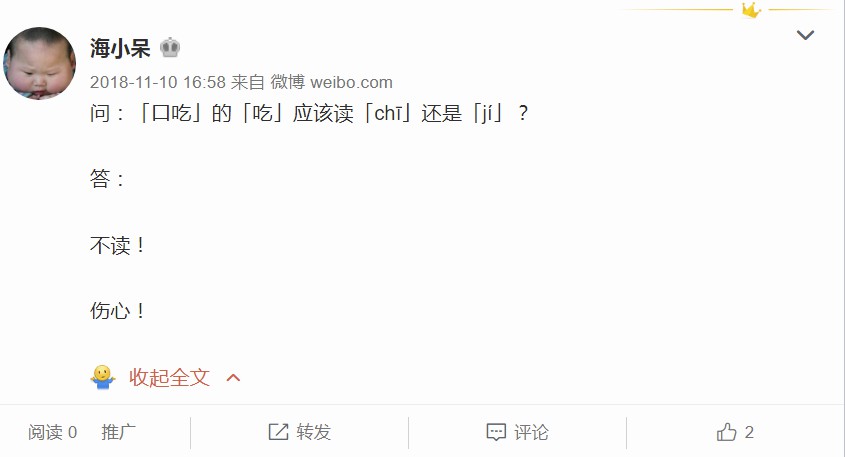 海小呆
2018-11-10 16:58 来自 微博 weibo.com
问：「口吃」的「吃」应该读「chī」还是「jí」？
答：
不读！
伤心！
收起全文
阅读 0 推广 转发 评论 2